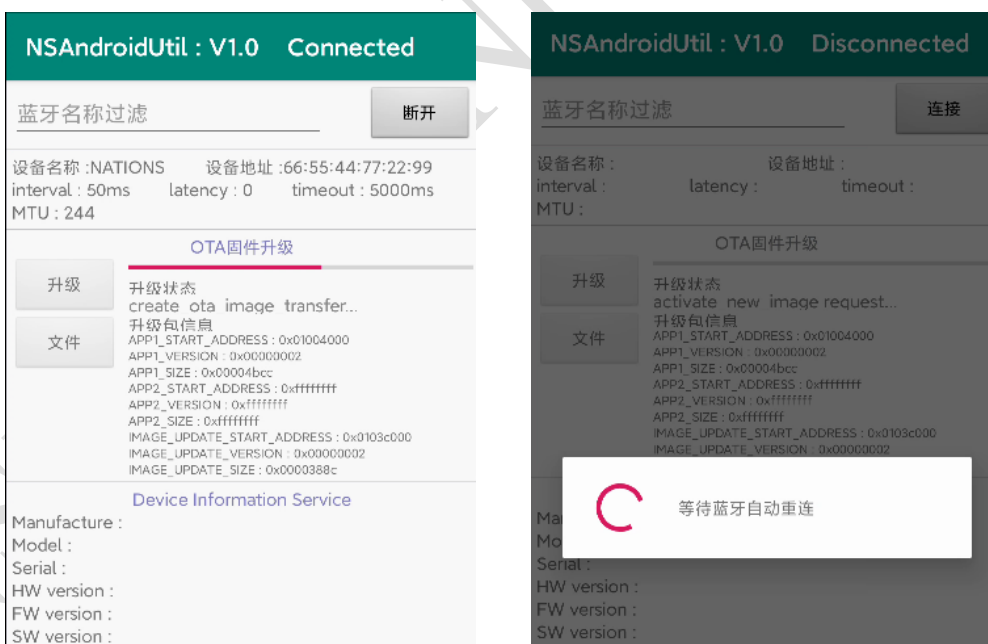 NSAndroidUtil : V1.0 Connected
蓝牙名称过滤
断开
设备名称 :NATIONS 设备地址 :66:55:44:77:22:99
interval : 50ms latency : 0 timeout : 5000ms
MTU : 244
OTA固件升级
升级
升级状态
create ota image transfer...
文件
升级包信息
APP1_START_ADDRESS : 0x01004000
APP1_VERSION : 0x00000002
APP1_SIZE : 0x00004bcc
APP2_START_ADDRESS : 0xffffffff
APP2_VERSION : 0xffffffff
APP2_SIZE : 0xffffffff
IMAGE_UPDATE_START_ADDRESS : 0x0103c000
IMAGE_UPDATE_VERSION : 0x00000002
IMAGE_UPDATE_SIZE : 0x0000388c
Device Information Service
Manufacture :
Model :
Serial :
HW version :
FW version :
SW version :
NSAndroidUtil : V1.0 Disconnected
蓝牙名称过滤
连接
设备名称 : 设备地址 :
interval : latency : timeout :
MTU :
OTA固件升级
升级
升级状态
activate new image request...
文件
升级包信息
APP1_START_ADDRESS : 0x01004000
APP1_VERSION : 0x00000002
APP1_SIZE : 0x00004bcc
APP2_START_ADDRESS : 0xffffffff
APP2_VERSION : 0xffffffff
APP2_SIZE : 0xffffffff
IMAGE_UPDATE_START_ADDRESS : 0x0103c000
IMAGE_UPDATE_VERSION : 0x00000002
等待蓝牙自动重连
Serial :
HW version :
FW version :
SW version :